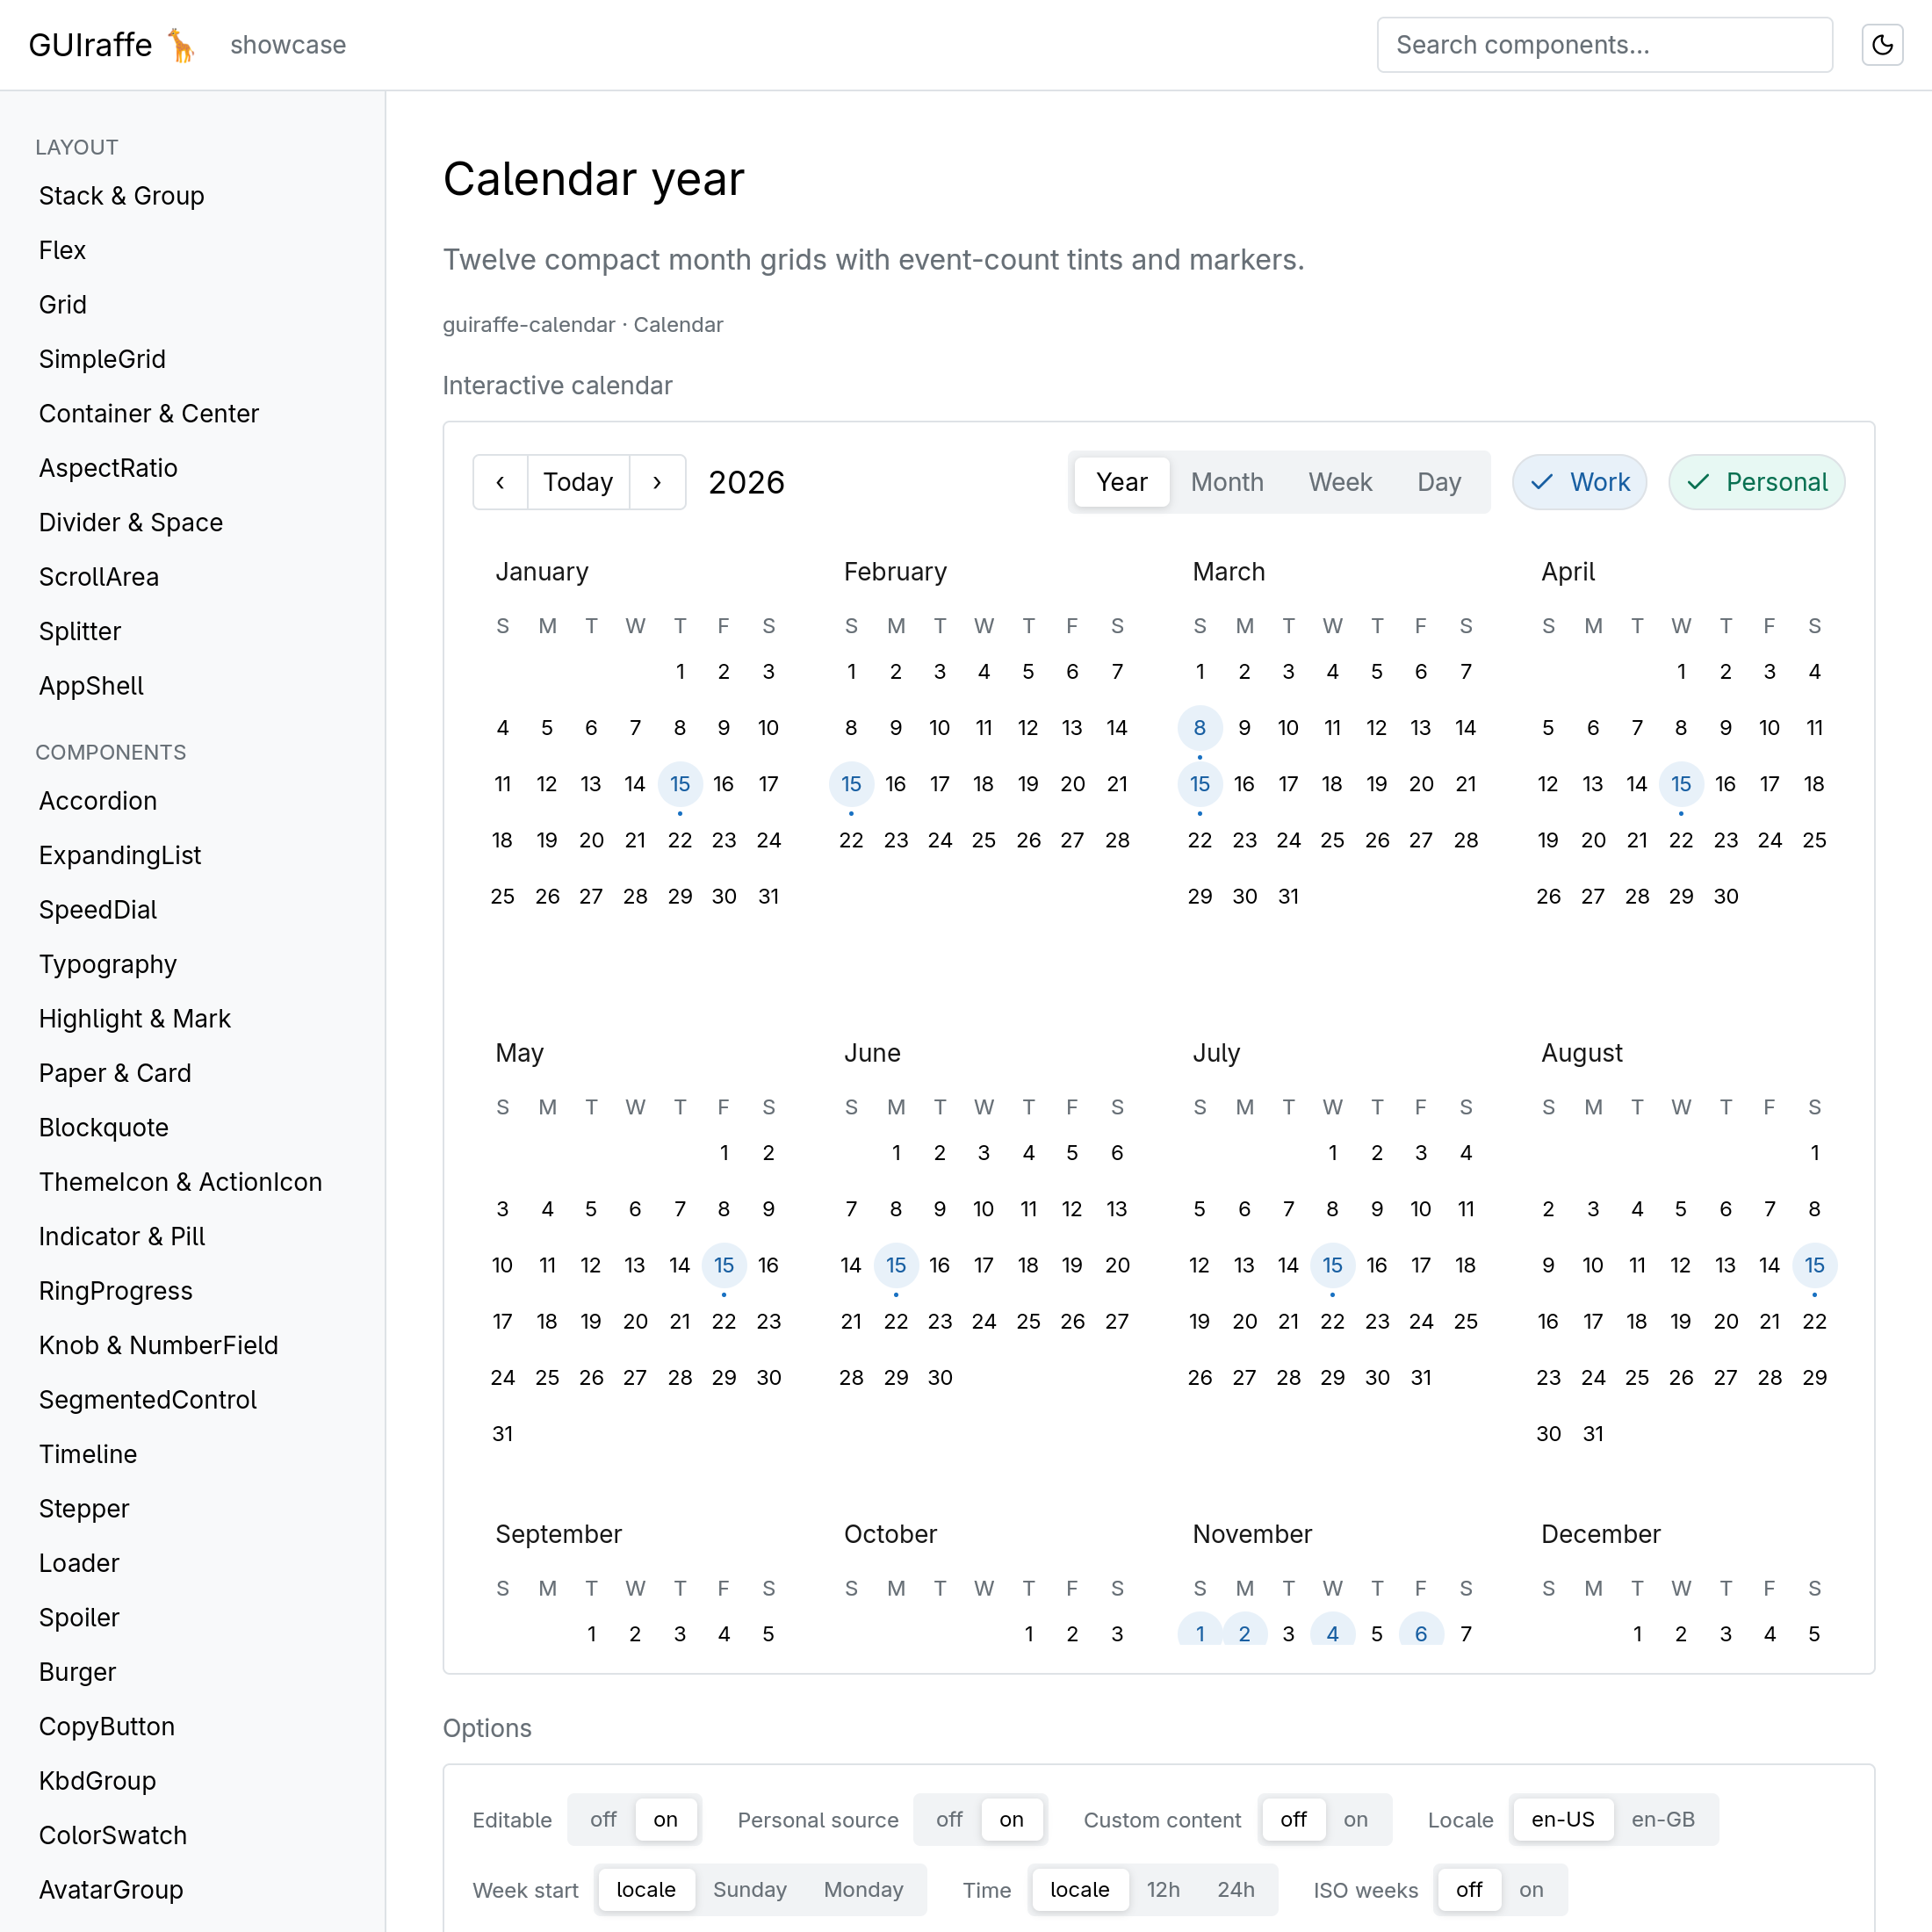 GUIraffe 🦒 showcase Search components...
LAYOUT
Stack & Group
Flex
Grid
SimpleGrid
Container & Center
AspectRatio
Divider & Space
ScrollArea
Splitter
AppShell
COMPONENTS
Accordion
ExpandingList
SpeedDial
Typography
Highlight & Mark
Paper & Card
Blockquote
ThemeIcon & ActionIcon
Indicator & Pill
RingProgress
Knob & NumberField
SegmentedControl
Timeline
Stepper
Loader
Spoiler
Burger
CopyButton
KbdGroup
ColorSwatch
AvatarGroup
Calendar year
Twelve compact month grids with event-count tints and markers.
guiraffe-calendar · Calendar
Interactive calendar
‹ Today › 2026 Year Month Week Day Work Personal
January
S M T W T F S
1 2 3
4 5 6 7 8 9 10
11 12 13 14 15 16 17
18 19 20 21 22 23 24
25 26 27 28 29 30 31
February
S M T W T F S
1 2 3 4 5 6 7
8 9 10 11 12 13 14
15 16 17 18 19 20 21
22 23 24 25 26 27 28
March
S M T W T F S
1 2 3 4 5 6 7
8 9 10 11 12 13 14
15 16 17 18 19 20 21
22 23 24 25 26 27 28
29 30 31
April
S M T W T F S
1 2 3 4
5 6 7 8 9 10 11
12 13 14 15 16 17 18
19 20 21 22 23 24 25
26 27 28 29 30
May
S M T W T F S
1 2
3 4 5 6 7 8 9
10 11 12 13 14 15 16
17 18 19 20 21 22 23
24 25 26 27 28 29 30
31
June
S M T W T F S
1 2 3 4 5 6
7 8 9 10 11 12 13
14 15 16 17 18 19 20
21 22 23 24 25 26 27
28 29 30
July
S M T W T F S
1 2 3 4
5 6 7 8 9 10 11
12 13 14 15 16 17 18
19 20 21 22 23 24 25
26 27 28 29 30 31
August
S M T W T F S
1
2 3 4 5 6 7 8
9 10 11 12 13 14 15
16 17 18 19 20 21 22
23 24 25 26 27 28 29
30 31
September
S M T W T F S
1 2 3 4 5
October
S M T W T F S
1 2 3
November
S M T W T F S
1 2 3 4 5 6 7
December
S M T W T F S
1 2 3 4 5
Options
Editable off on Personal source off on Custom content off on Locale en-US en-GB
Week start locale Sunday Monday Time locale 12h 24h ISO weeks off on